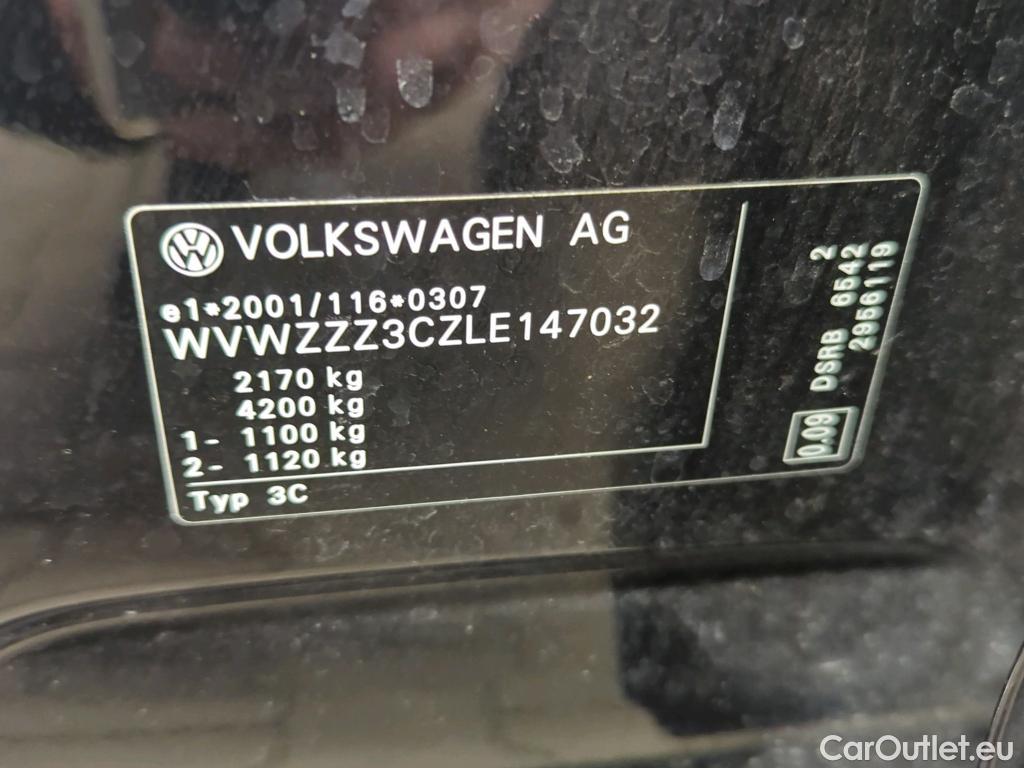 VOLKSWAGEN AG
e1*2001/116*0307
WVWZZZ3CZLE147032
2170 kg
4200 kg
1- 1100 kg
2- 1120 kg
Typ 3C
2
DSRB 6542
2956119
0.09
CarOutlet.eu